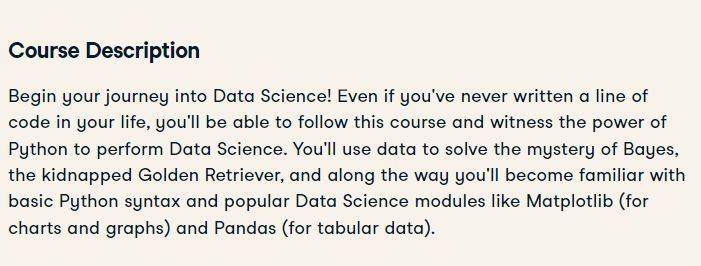 Course Description
Begin your journey into Data Science! Even if you've never written a line of
code in your life, you'll be able to follow this course and witness the power of
Python to perform Data Science. You'll use data to solve the mystery of Bayes,
the kidnapped Golden Retriever, and along the way you'll become familiar with
basic Python syntax and popular Data Science modules like Matplotlib (for
charts and graphs) and Pandas (for tabular data).